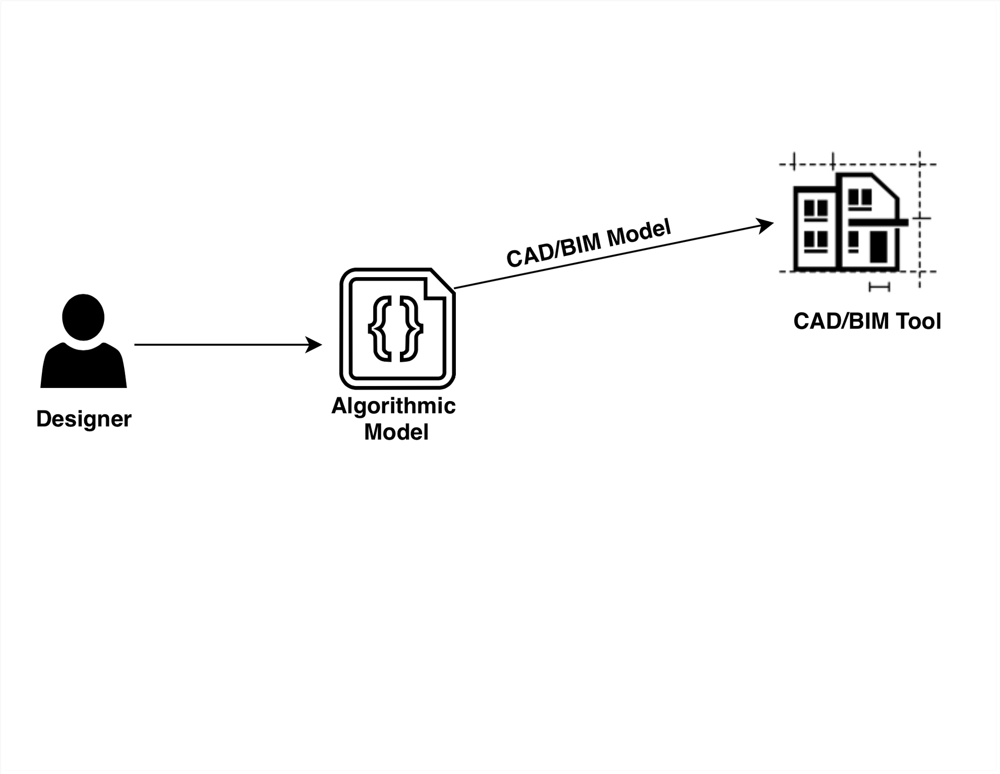 CAD/BIM Model
CAD/BIM Tool
Designer
Algorithmic
Model